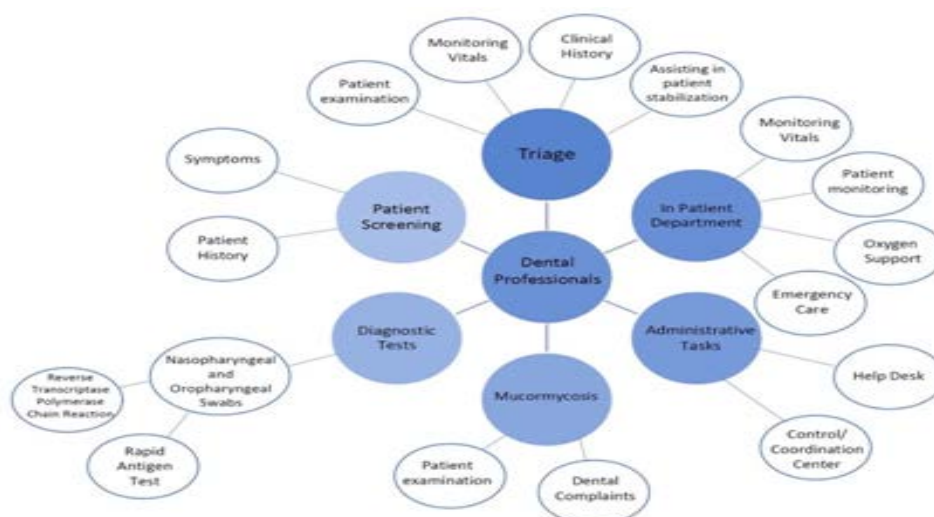 Monitoring
Vitals
Clinical
History
Patient
examination
Assisting in
patient
stabilization
Triage
Monitoring
Vitals
Symptoms
Patient
Screening
In Patient
Department
Patient
monitoring
Patient
History
Dental
Professionals
Oxygen
Support
Emergency
Care
Diagnostic
Tests
Administrative
Tasks
Nasopharyngeal
and
Oropharyngeal
Swabs
Reverse
Transcriptase
Polymerase
Chain Reaction
Mucormycosis
Help Desk
Rapid
Antigen
Test
Patient
examination
Dental
Complaints
Control/
Coordination
Center